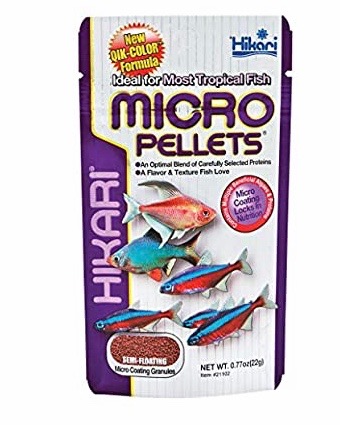 New
QIK-COLOR
Formula
Hikari
Ideal for Most Tropical Fish
MICRO
PELLETS®
●An Optimal Blend of Carefully Selected Proteins
●A Flavor & Texture Fish Love
HIKARI®
Micro
Coating
Locks in
Nutrition
SEMI-FLOATING
Micro Coating Granules
NET WT. 0.77oz(22g)
Item #21102